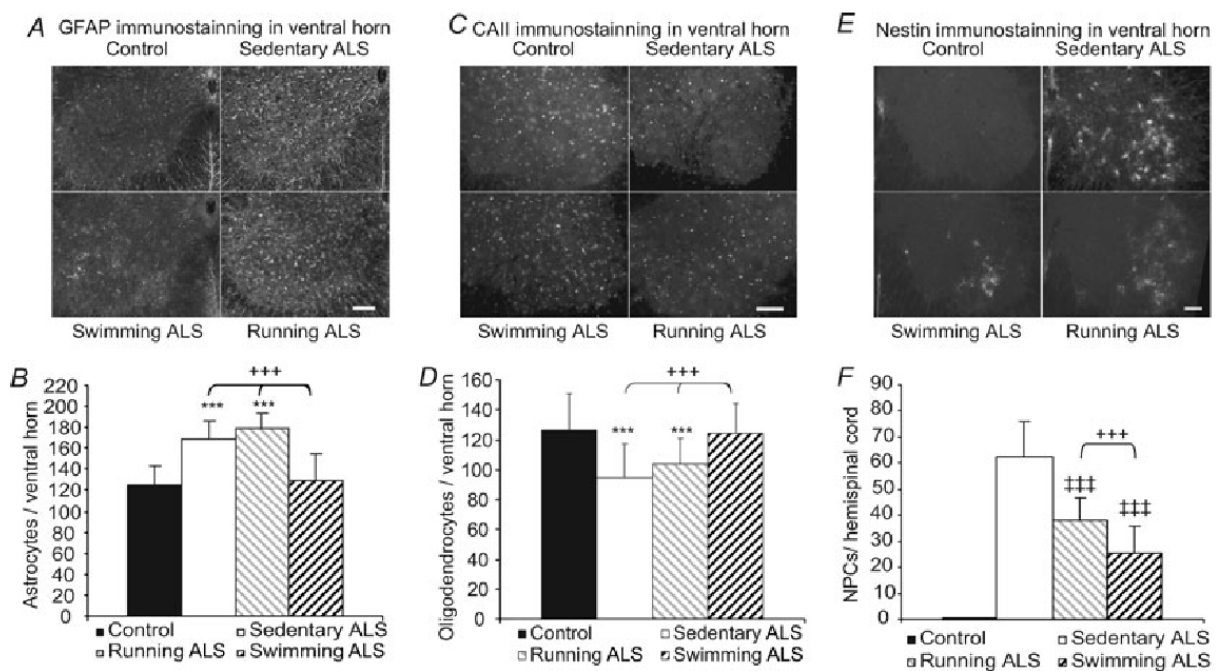 A GFAP immunostainning in ventral horn
Control Sedentary ALS
Swimming ALS Running ALS
C CAII immunostainning in ventral horn
Control Sedentary ALS
Swimming ALS Running ALS
E Nestin immunostainning in ventral horn
Control Sedentary ALS
Swimming ALS Running ALS
B
Astrocytes / ventral horn
220
200
180
160
140
120
100
80
60
40
20
0
+++
*** ***
Control Sedentary ALS
Running ALS Swimming ALS
D
Oligodendrocytes / ventral horn
160
140
120
100
80
60
40
20
0
+++
*** ***
Control Sedentary ALS
Running ALS Swimming ALS
F
NPCs/ hemispinal cord
90
80
70
60
50
40
30
20
10
0
+++
‡‡‡
‡‡‡
Control Sedentary ALS
Running ALS Swimming ALS